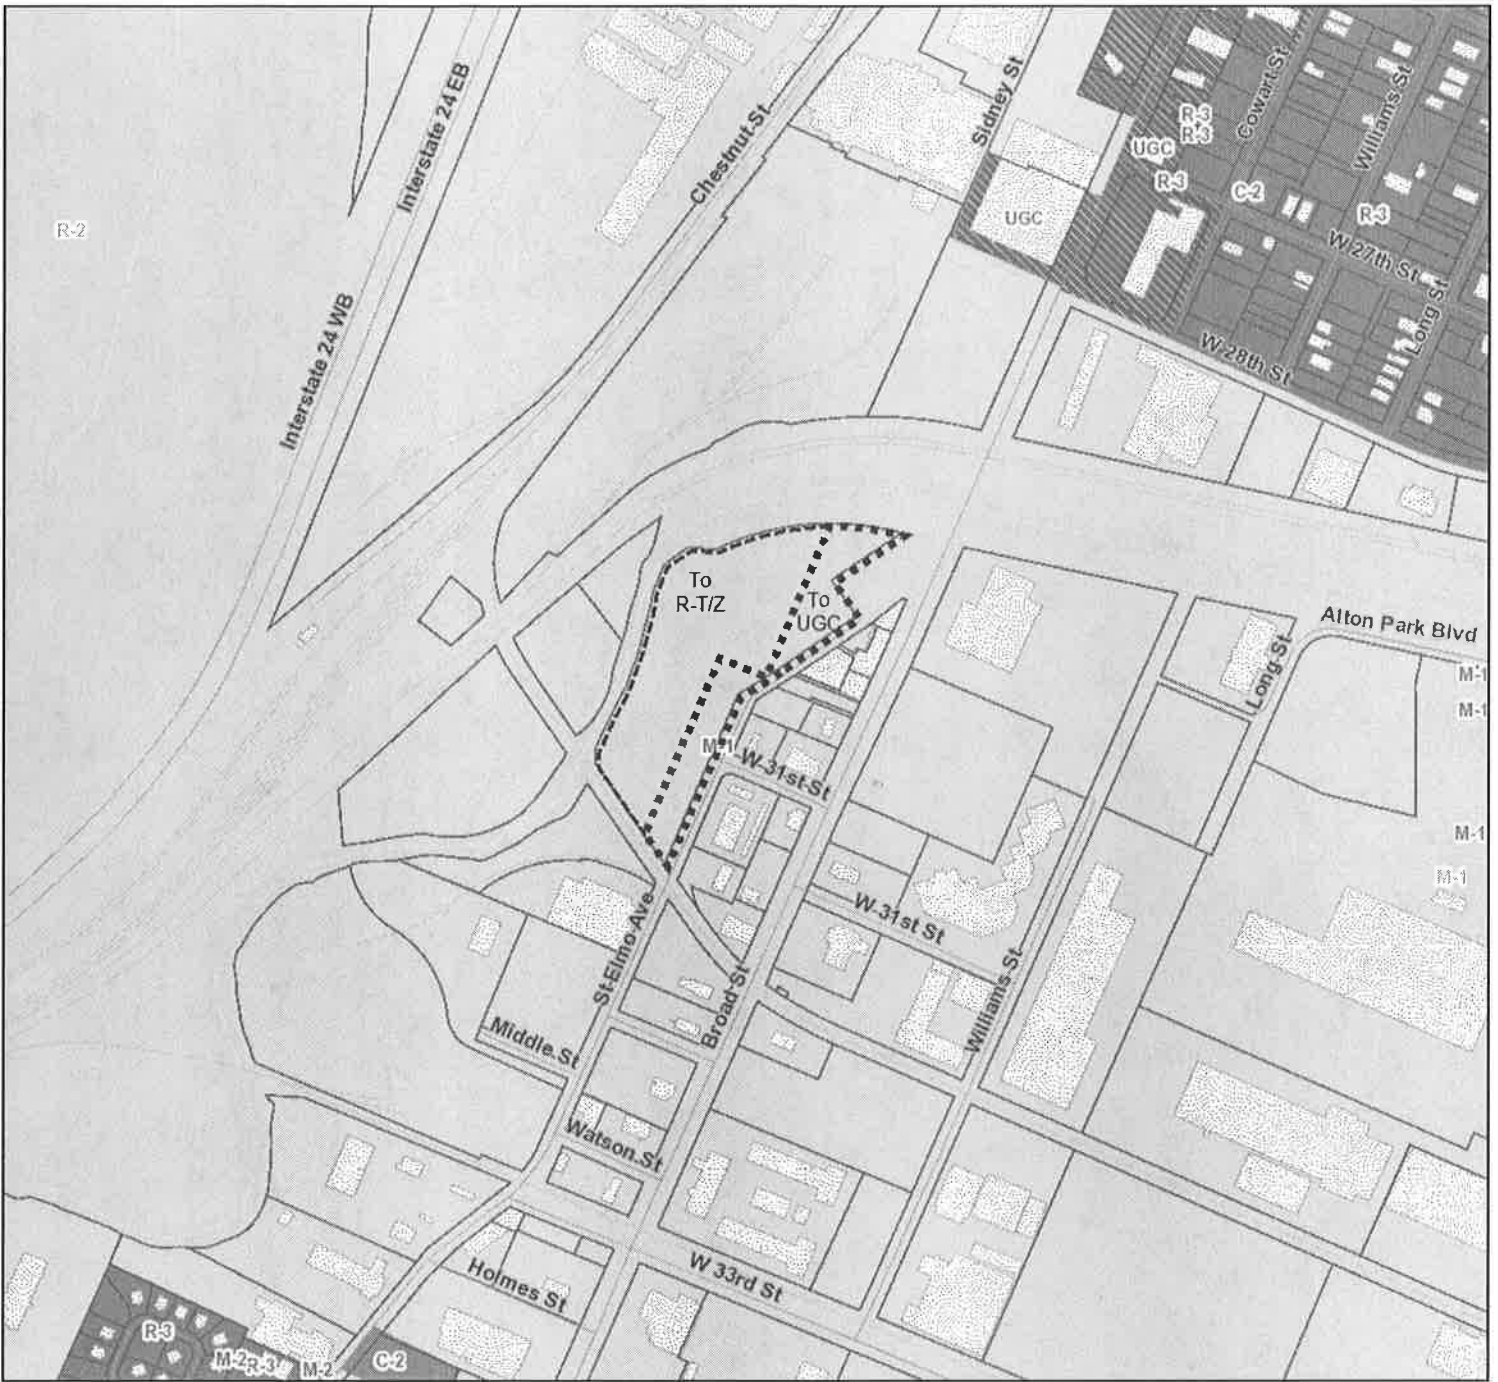 Interstate 24 EB
Chestnut St
Sidney St
Cowart St
Williams St
R-3
R-3
UGC
R-3
C-2
R-3
UGC
R-2
W 27th St
Long St
Interstate 24 WB
W 28th St
To
R-T/Z
To
UGC
Alton Park Blvd
Long St
M-1
M-1
M-1
W 31st St
M-1
M-1
W 31st St
St Elmo Ave
Broad St
Williams St
Middle St
Watson St
W 33rd St
Holmes St
R-3
M-2
R-3
M-2
C-2